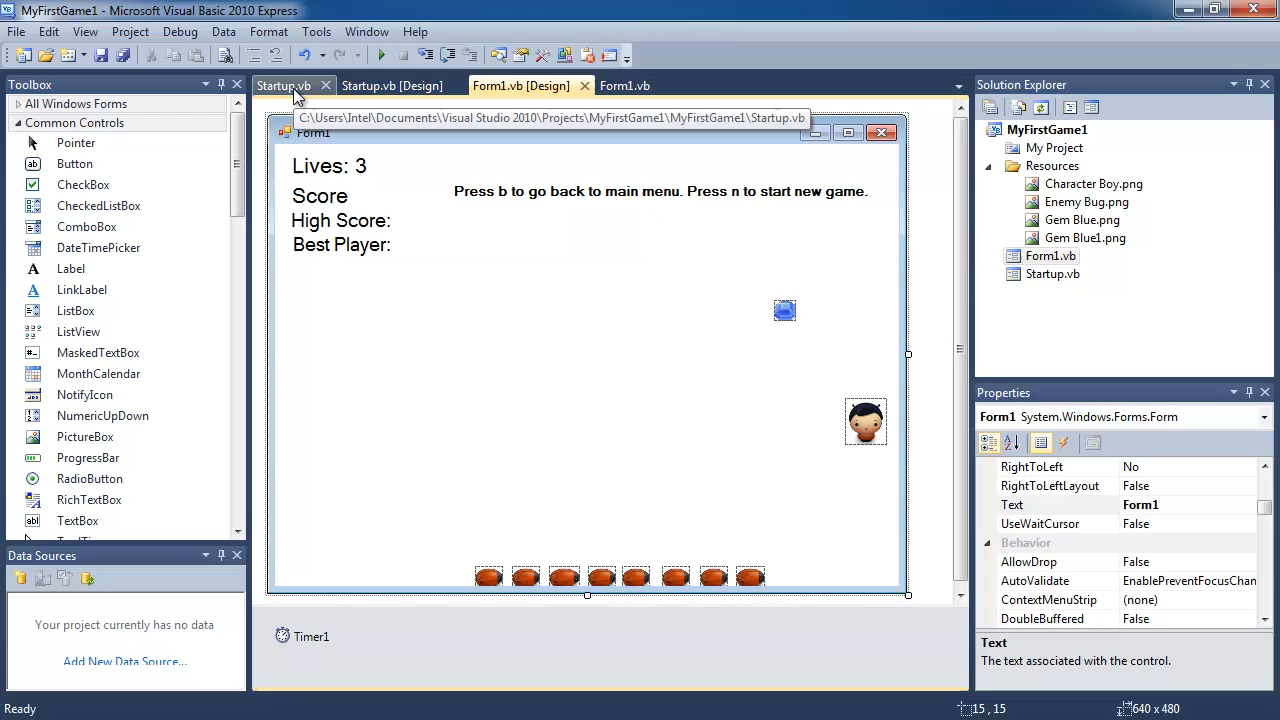 MyFirstGame1 - Microsoft Visual Basic 2010 Express
File Edit View Project Debug Format Data Tools Window Help
Toolbox
All Windows Forms
Common Controls
Pointer
Button
CheckBox
CheckedListBox
ComboBox
DateTimePicker
Label
LinkLabel
ListBox
ListView
MaskedTextBox
MonthCalendar
NotifyIcon
NumericUpDown
PictureBox
ProgressBar
RadioButton
RichTextBox
TextBox
Data Sources
Your project currently has no data
Add New Data Source...
Startup.vb Startup.vb [Design] Form1.vb [Design] Form1.vb
C:\Users\Intel\Documents\Visual Studio 2010\Projects\MyFirstGame1\MyFirstGame1\Startup.vb
Form1
Lives: 3
Score
Press b to go back to main menu. Press n to start new game.
High Score:
Best Player:
Timer1
Solution Explorer
MyFirstGame1
My Project
Resources
Character Boy.png
Enemy Bug.png
Gem Blue.png
Gem Blue1.png
Form1.vb
Startup.vb
Properties
Form1 System.Windows.Forms.Form
RightToLeft No
RightToLeftLayout False
Text Form1
UseWaitCursor False
Behavior
AllowDrop False
AutoValidate EnablePreventFocusChan
ContextMenuStrip (none)
DoubleBuffered False
Text
The text associated with the control.
Ready
15 , 15
640 x 480